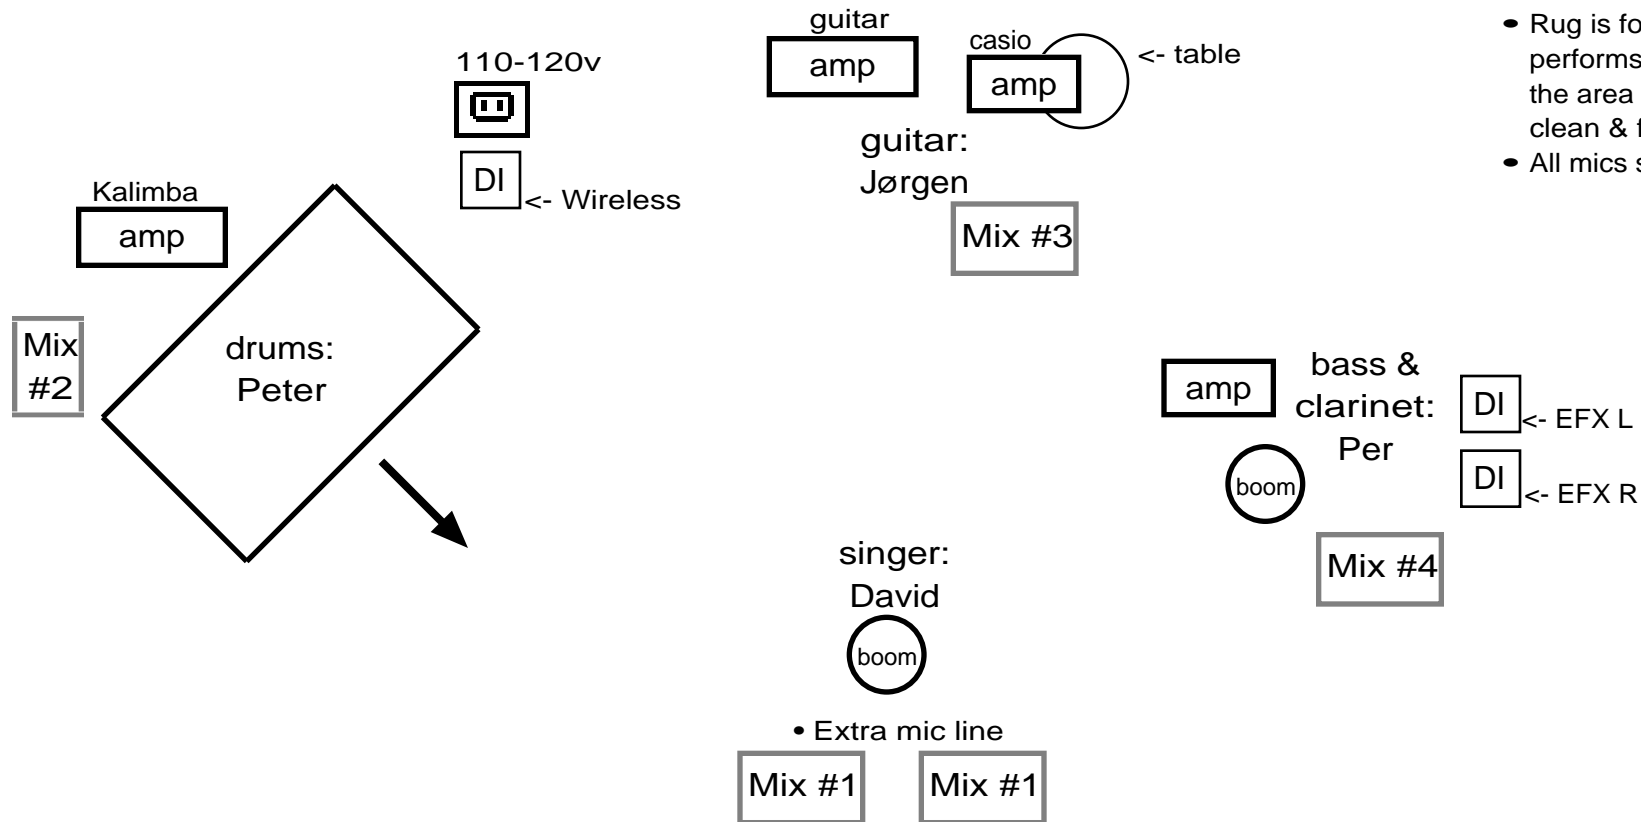 guitar
amp
casio
amp
<- table
110-120v
DI
<- Wireless
guitar:
Jørgen
Mix #3
Kalimba
amp
Mix
#2
drums:
Peter
amp
bass &
clarinet:
Per
boom
DI
<- EFX L
DI
<- EFX R
Mix #4
singer:
David
boom
• Extra mic line
Mix #1
Mix #1
• Rug is fo
performs
the area
clean & f
• All mics s